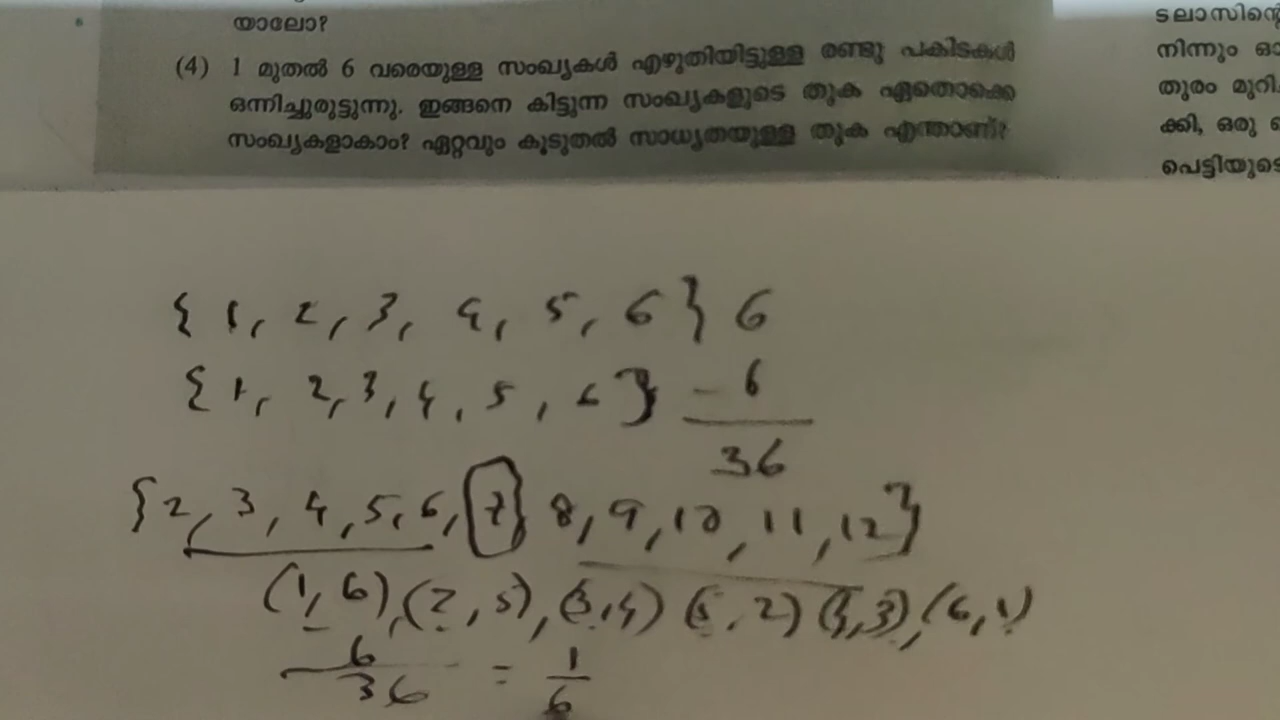 യാലോ?
(4) 1 മുതൽ 6 വരെയുള്ള സംഖ്യകൾ എഴുതിയിട്ടുള്ള രണ്ടു പകിടകൾ
ഒന്നിച്ചുരുട്ടുന്നു. ഇങ്ങനെ കിട്ടുന്ന സംഖ്യകളുടെ തുക ഏതൊക്കെ
സംഖ്യകളാകാം? ഏറ്റവും കൂടുതൽ സാധ്യതയുള്ള തുക എന്താണ്?
നിന്നും
തുരം മുറി
ക്കി, ഒരു
പെട്ടിയുടെ
{ 1, 2, 3, 4, 5, 6 } 6
{ 1, 2, 3, 4, 5, 6 } - 6
36
{ 2, 3, 4, 5, 6, 7, 8, 9, 10, 11, 12 }
(1, 6), (2, 5), (3, 4) (5, 2) (4, 3), (6, 1)
6/36 = 1/6